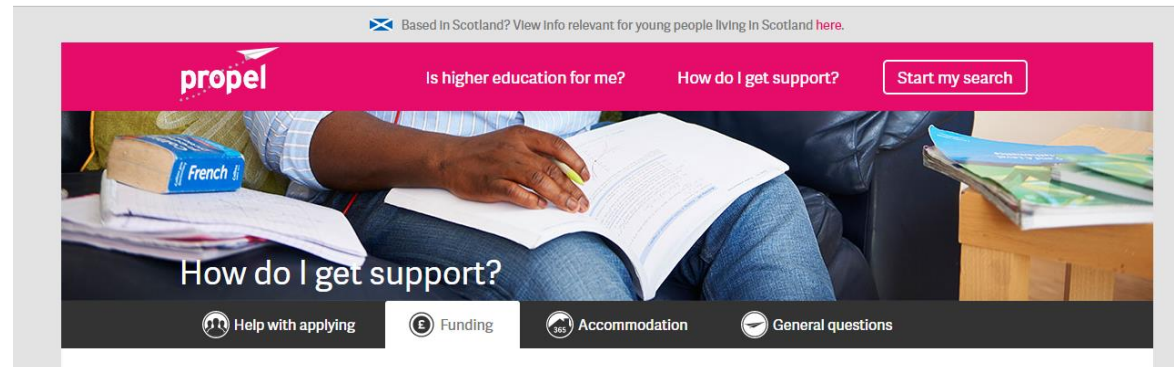 Based in Scotland? View info relevant for young people living in Scotland here.
propel
Is higher education for me?
How do I get support?
Start my search
French
How do I get support?
Help with applying
£ Funding
365 Accommodation
General questions